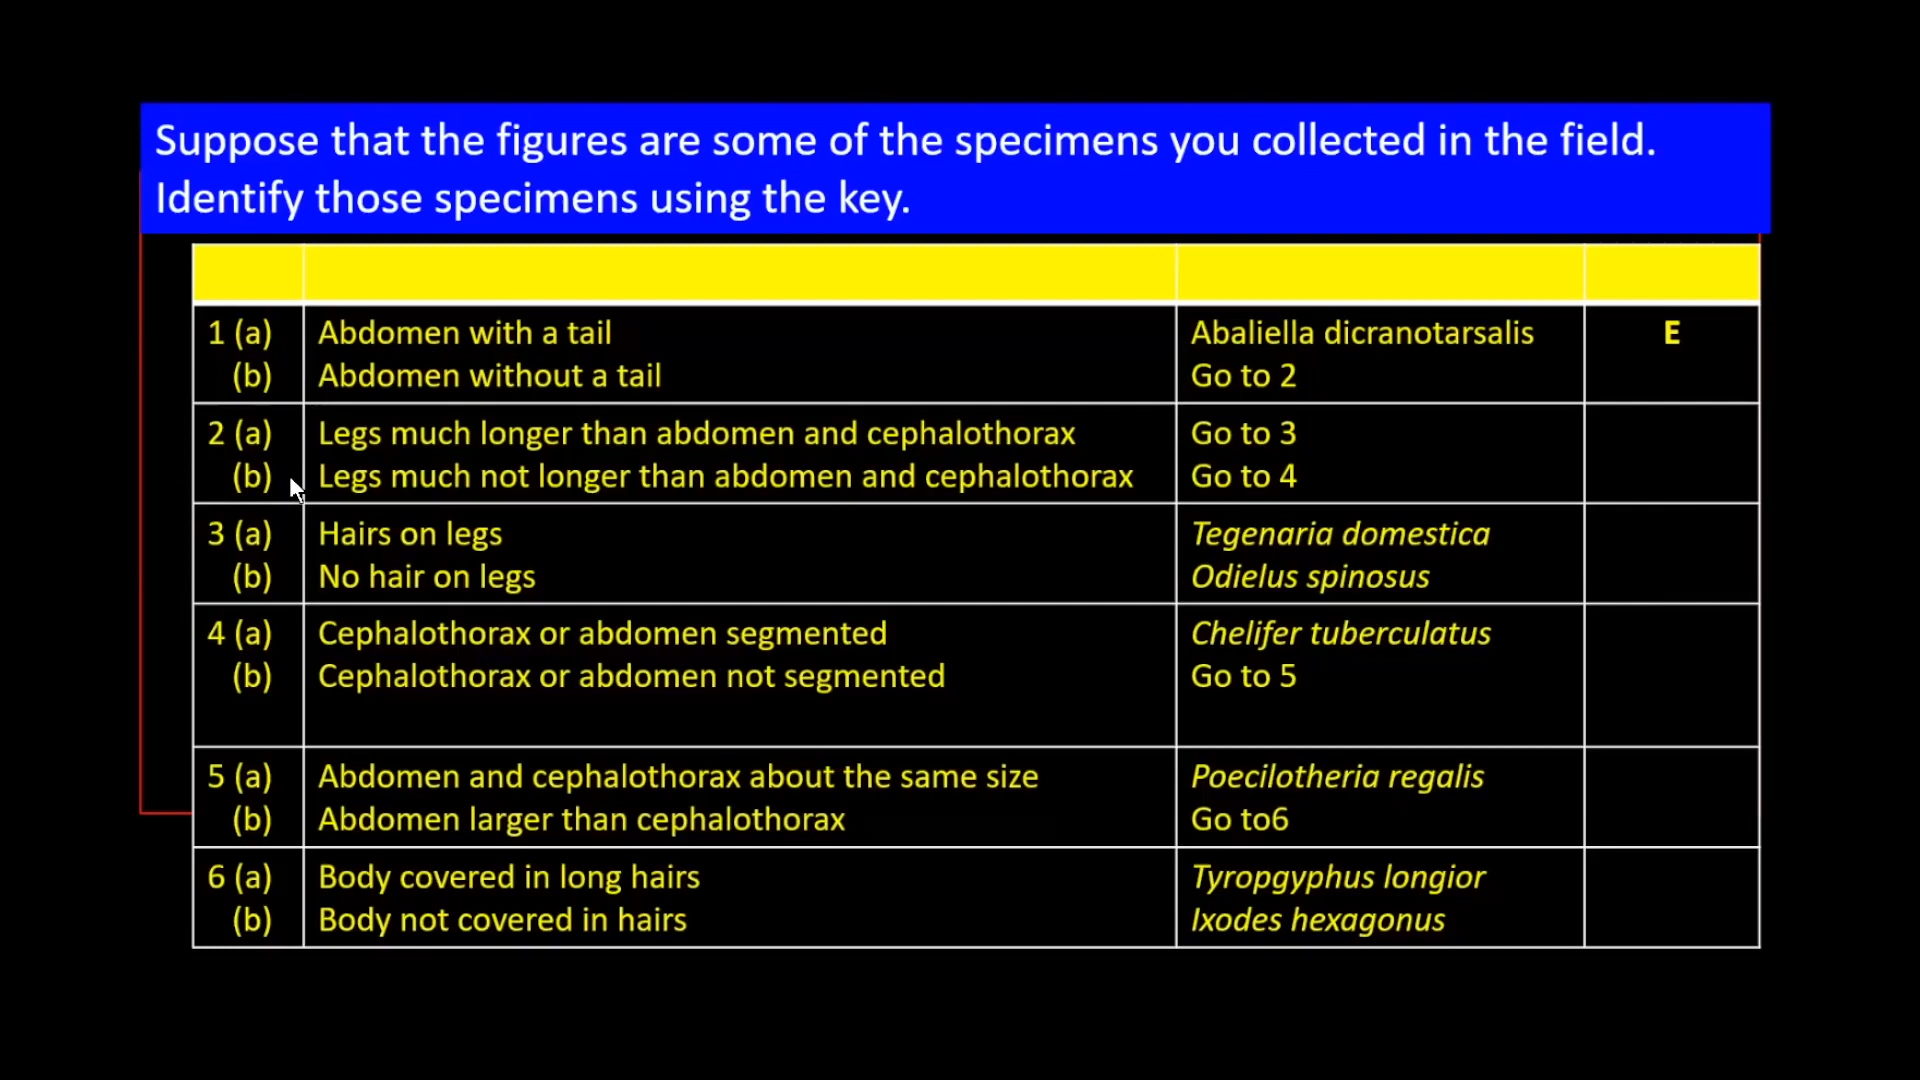 Suppose that the figures are some of the specimens you collected in the field.
Identify those specimens using the key.
1 (a) Abdomen with a tail Abaliella dicranotarsalis E
(b) Abdomen without a tail Go to 2
2 (a) Legs much longer than abdomen and cephalothorax Go to 3
(b) Legs much not longer than abdomen and cephalothorax Go to 4
3 (a) Hairs on legs Tegenaria domestica
(b) No hair on legs Odielus spinosus
4 (a) Cephalothorax or abdomen segmented Chelifer tuberculatus
(b) Cephalothorax or abdomen not segmented Go to 5
5 (a) Abdomen and cephalothorax about the same size Poecilotheria regalis
(b) Abdomen larger than cephalothorax Go to6
6 (a) Body covered in long hairs Tyropgyphus longior
(b) Body not covered in hairs Ixodes hexagonus